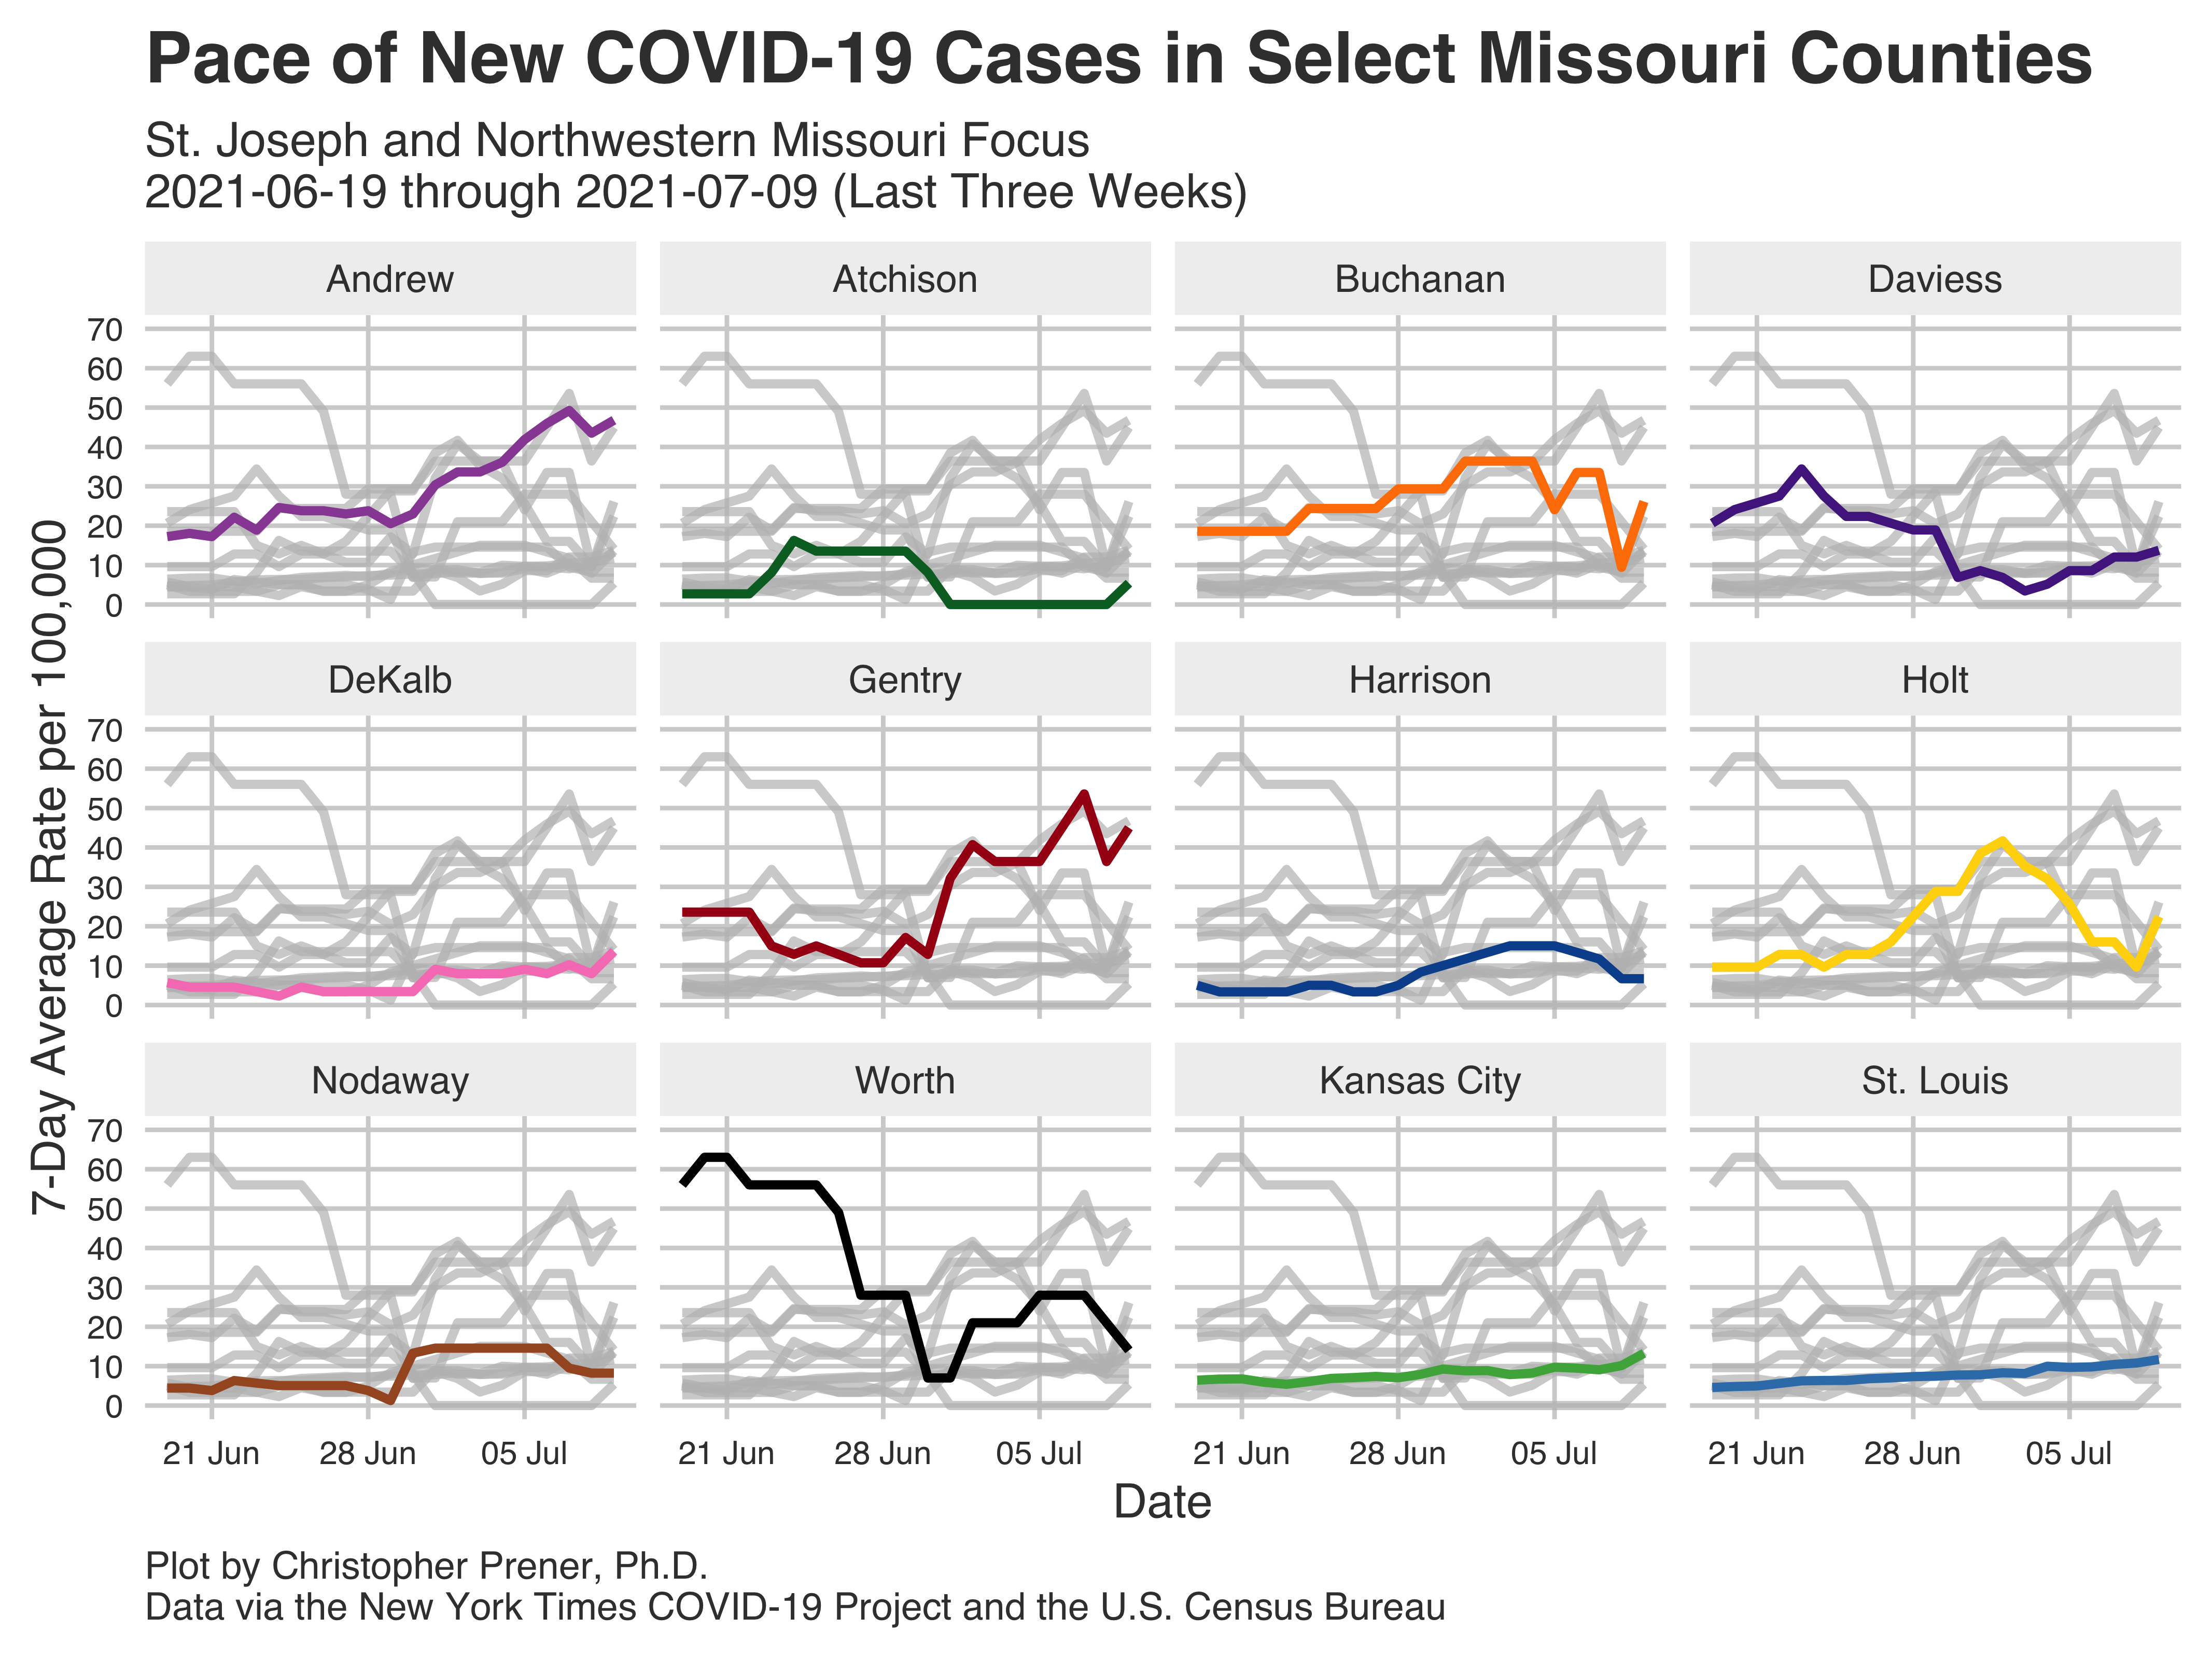 Pace of New COVID-19 Cases in Select Missouri Counties
St. Joseph and Northwestern Missouri Focus
2021-06-19 through 2021-07-09 (Last Three Weeks)
7-Day Average Rate per 100,000
Andrew
Atchison
Buchanan
Daviess
70
60
50
40
30
20
10
0
DeKalb
Gentry
Harrison
Holt
70
60
50
40
30
20
10
0
Nodaway
Worth
Kansas City
St. Louis
70
60
50
40
30
20
10
0
21 Jun 28 Jun 05 Jul
21 Jun 28 Jun 05 Jul
21 Jun 28 Jun 05 Jul
21 Jun 28 Jun 05 Jul
Date
Plot by Christopher Prener, Ph.D.
Data via the New York Times COVID-19 Project and the U.S. Census Bureau